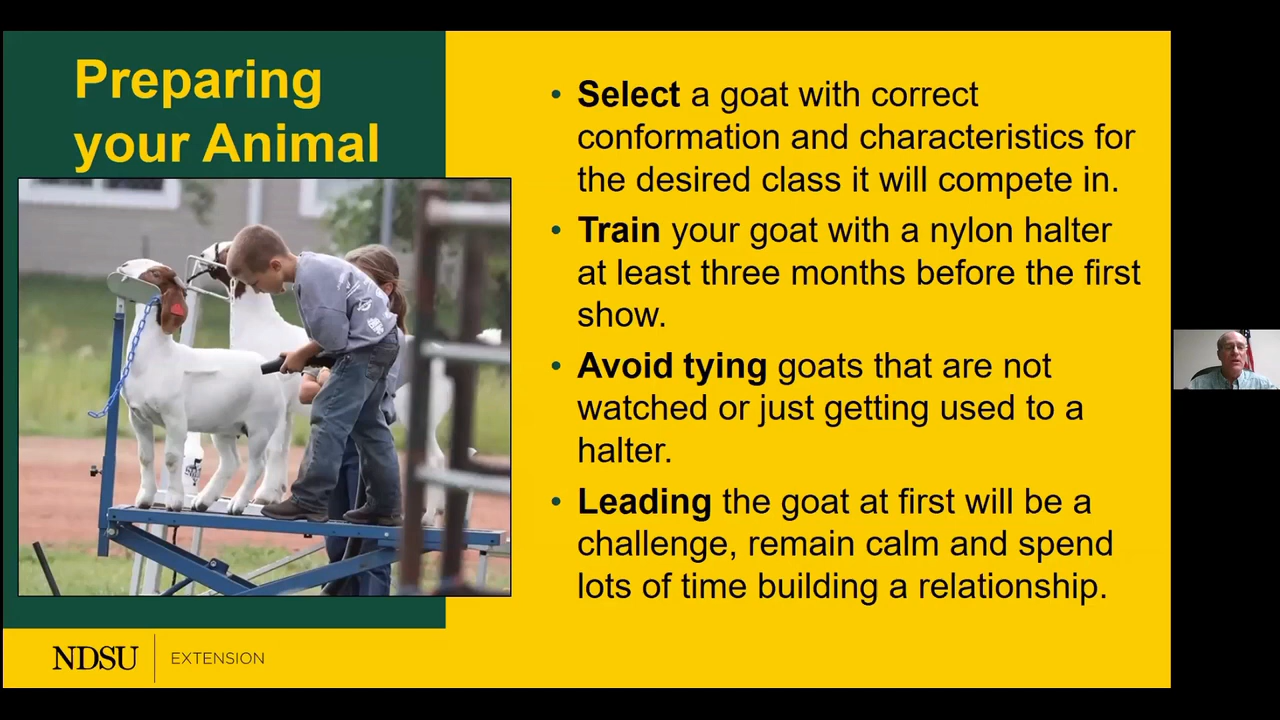 Preparing
your Animal
• Select a goat with correct
conformation and characteristics for
the desired class it will compete in.
• Train your goat with a nylon halter
at least three months before the first
show.
• Avoid tying goats that are not
watched or just getting used to a
halter.
• Leading the goat at first will be a
challenge, remain calm and spend
lots of time building a relationship.
NDSU EXTENSION